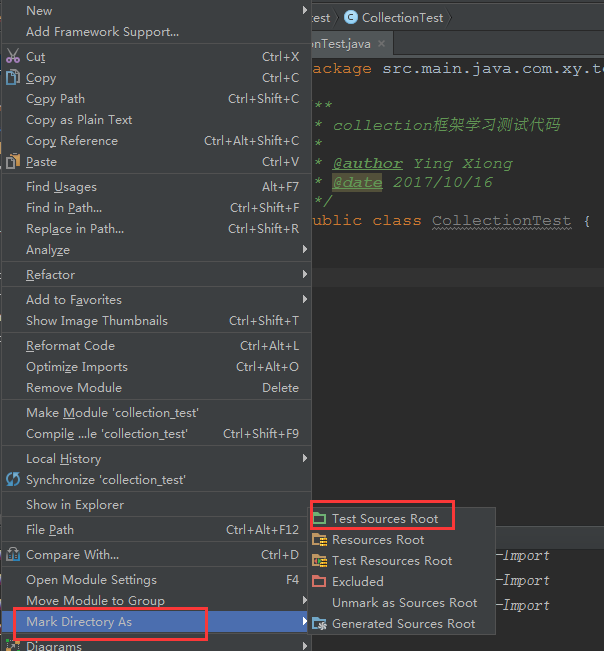 New
Add Framework Support...
Cut Ctrl+X
Copy Ctrl+C
Copy Path Ctrl+Shift+C
Copy as Plain Text
Copy Reference Ctrl+Alt+Shift+C
Paste Ctrl+V
Find Usages Alt+F7
Find in Path... Ctrl+Shift+F
Replace in Path... Ctrl+Shift+R
Analyze
Refactor
Add to Favorites
Show Image Thumbnails Ctrl+Shift+T
Reformat Code Ctrl+Alt+L
Optimize Imports Ctrl+Alt+O
Remove Module Delete
Make Module 'collection_test'
Compile ...le 'collection_test' Ctrl+Shift+F9
Local History
Synchronize 'collection_test'
Show in Explorer
File Path Ctrl+Alt+F12
Compare With... Ctrl+D
Open Module Settings F4
Move Module to Group
Mark Directory As
Diagrams
test C CollectionTest
onTest.java ×
ackage src.main.java.com.xy.te
**
* collection框架学习测试代码
*
* @author Ying Xiong
* @date 2017/10/16
*/
ublic class CollectionTest {
Test Sources Root
Resources Root
Test Resources Root
Excluded
Unmark as Sources Root
Generated Sources Root
-Import
-Import
-Import